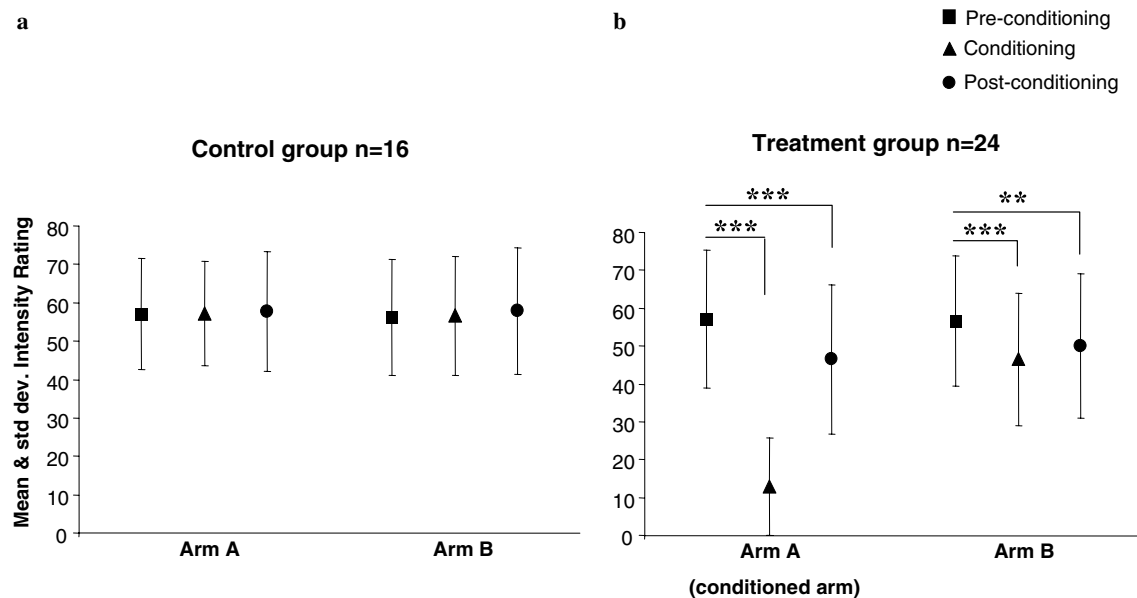 a
Control group n=16
Mean & std dev. Intensity Rating
80
70
60
50
40
30
20
10
0
Arm A
Arm B
b
Pre-conditioning
Conditioning
Post-conditioning
Treatment group n=24
***
***
**
***
80
70
60
50
40
30
20
10
0
Arm A
(conditioned arm)
Arm B